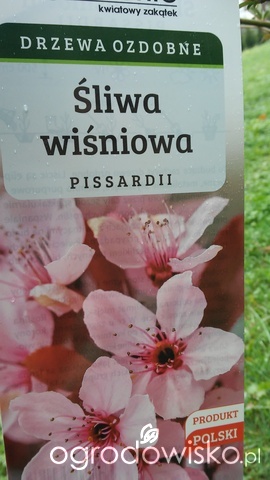 kwiatowy zakątek
DRZEWA OZDOBNE
Śliwa
wiśniowa
PISSARDII
PRODUKT
POLSKI
ogrodowisko.pl